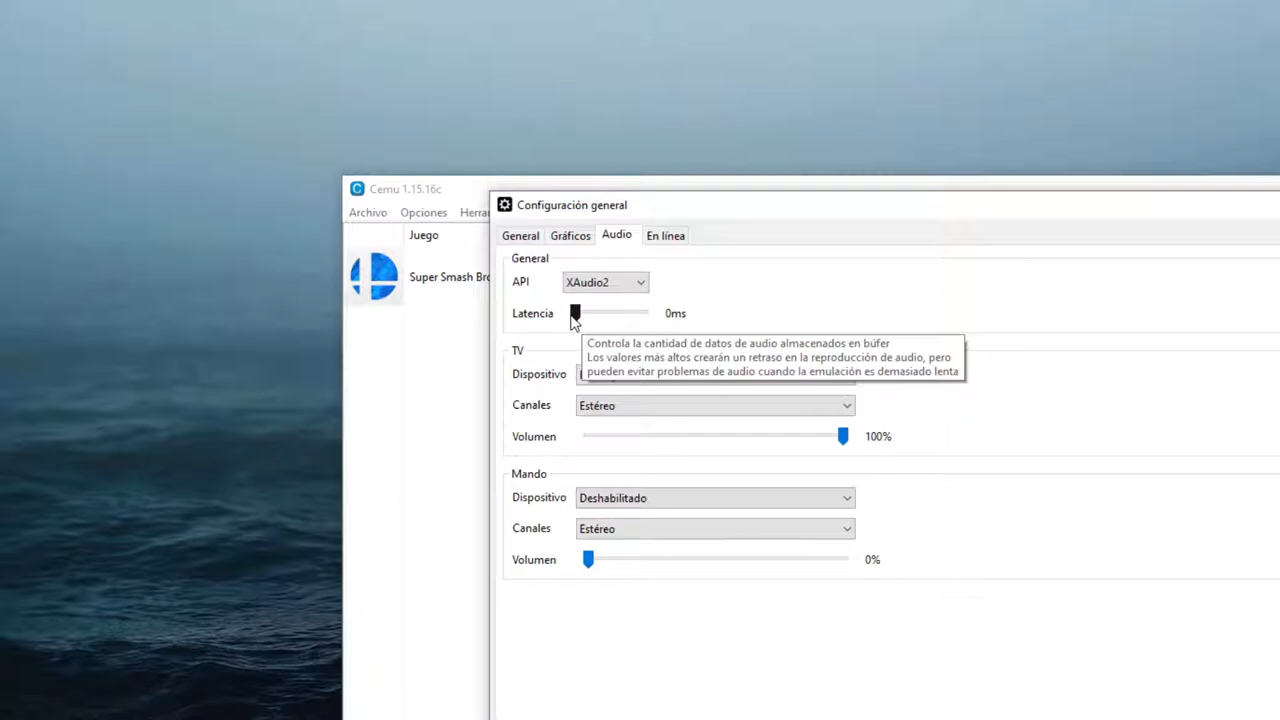 Cemu 1.15.16c
Archivo Opciones Herra
Juego
Super Smash Bro
Configuración general
General Gráficos Audio En línea
General
API XAudio2
Latencia 0ms
Controla la cantidad de datos de audio almacenados en búfer
Los valores más altos crearán un retraso en la reproducción de audio, pero
pueden evitar problemas de audio cuando la emulación es demasiado lenta
TV
Dispositivo
Canales Estéreo
Volumen 100%
Mando
Dispositivo Deshabilitado
Canales Estéreo
Volumen 0%